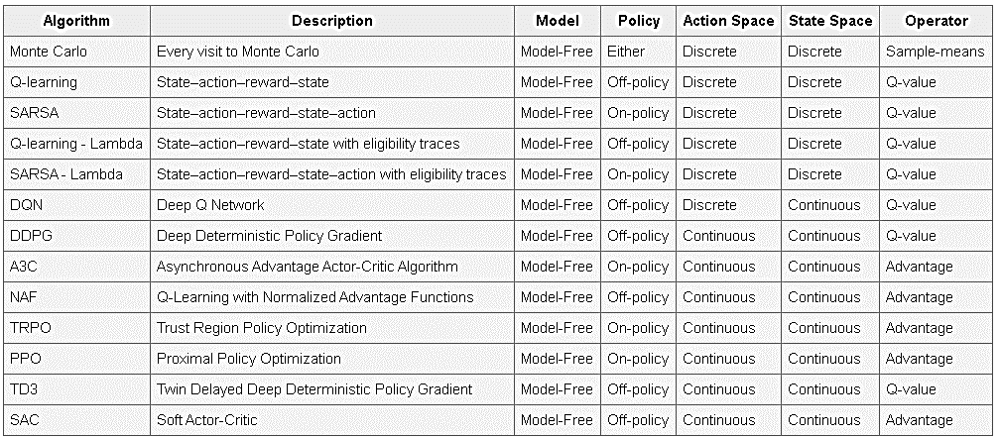 Algorithm Description Model Policy Action Space State Space Operator
Monte Carlo Every visit to Monte Carlo Model-Free Either Discrete Discrete Sample-means
Q-learning State–action–reward–state Model-Free Off-policy Discrete Discrete Q-value
SARSA State–action–reward–state–action Model-Free On-policy Discrete Discrete Q-value
Q-learning - Lambda State–action–reward–state with eligibility traces Model-Free Off-policy Discrete Discrete Q-value
SARSA - Lambda State–action–reward–state–action with eligibility traces Model-Free On-policy Discrete Discrete Q-value
DQN Deep Q Network Model-Free Off-policy Discrete Continuous Q-value
DDPG Deep Deterministic Policy Gradient Model-Free Off-policy Continuous Continuous Q-value
A3C Asynchronous Advantage Actor-Critic Algorithm Model-Free On-policy Continuous Continuous Advantage
NAF Q-Learning with Normalized Advantage Functions Model-Free Off-policy Continuous Continuous Advantage
TRPO Trust Region Policy Optimization Model-Free On-policy Continuous Continuous Advantage
PPO Proximal Policy Optimization Model-Free On-policy Continuous Continuous Advantage
TD3 Twin Delayed Deep Deterministic Policy Gradient Model-Free Off-policy Continuous Continuous Q-value
SAC Soft Actor-Critic Model-Free Off-policy Continuous Continuous Advantage